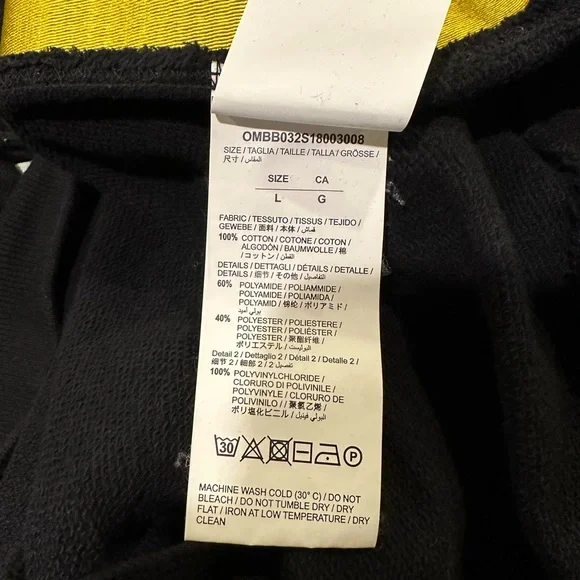 OMBB032S18003008
SIZE / TAGLIA / TAILLE / TALLA / GRÖSSE /
尺寸 / المقاس
SIZE CA
L G
FABRIC / TESSUTO / TISSUS / TEJIDO /
GEWEBE / 面料 / 本体 / قماش
100% COTTON / COTONE / COTON /
ALGODÓN / BAUMWOLLE / 棉
/ コットン / القطن
DETAILS / DETTAGLI / DÉTAILS / DETALLE /
DETAILS / 细节 / その他 / التفاصيل
60% POLYAMIDE / POLIAMMIDE /
POLYAMIDE / POLIAMIDA /
POLYAMID / 锦纶 / ポリアミド /
بولي أميد
40% POLYESTER / POLIESTERE /
POLYESTER / POLIÉSTER /
POLYESTER / 聚酯纤维 /
ポリエステル / البوليستر
Detail 2 / Dettaglio 2 / Détail 2 / Detalle 2 /
细节 2 / 細部 2 / تفصيل 2
100% POLYVINYLCHLORIDE /
CLORURO DI POLIVINILE /
POLYVINYLE / CLORURO DE
POLIVINILO / 聚氯乙烯 /
ポリ塩化ビニル / البولي فينيل
30 P
MACHINE WASH COLD (30° C) / DO NOT
BLEACH / DO NOT TUMBLE DRY / DRY
FLAT / IRON AT LOW TEMPERATURE / DRY
CLEAN